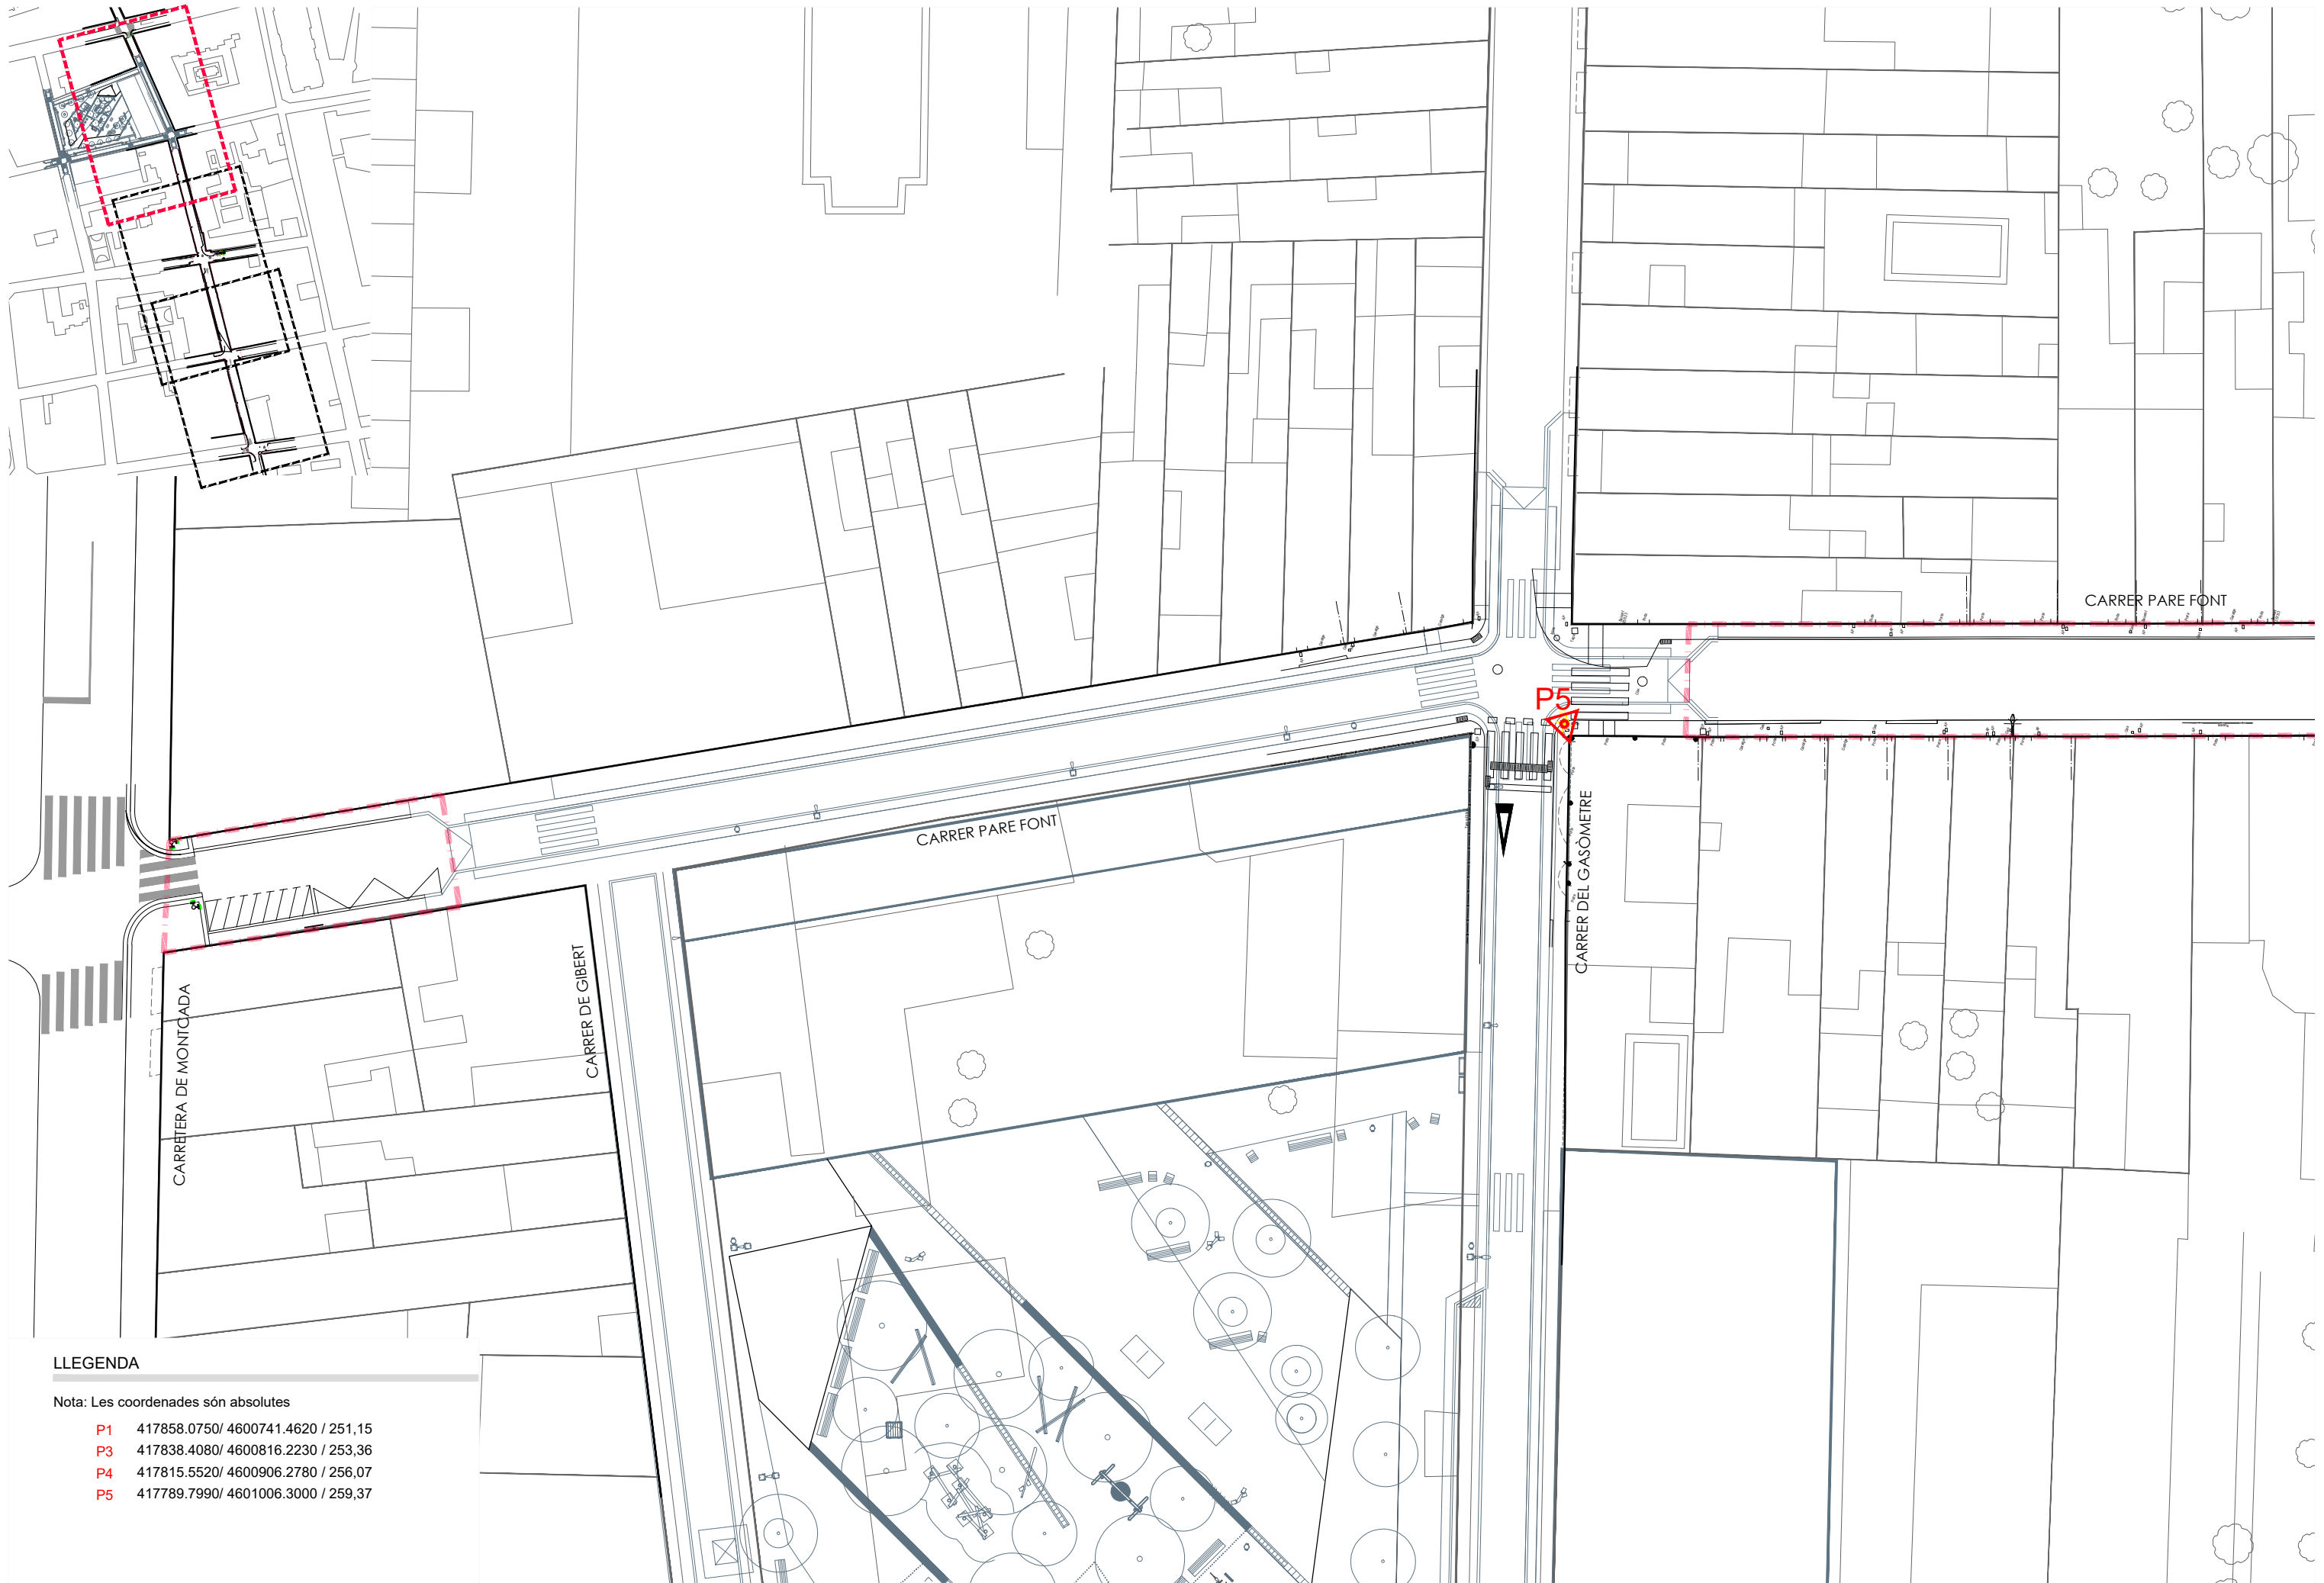 CARRER PARE FONT
P5
CARRER PARE FONT
CARRER DEL GASÒMETRE
CARRER DE GIBERT
CARRETERA DE MONTCADA
LLEGENDA
Nota: Les coordenades són absolutes
P1 417858.0750/ 4600741.4620 / 251,15
P3 417838.4080/ 4600816.2230 / 253,36
P4 417815.5520/ 4600906.2780 / 256,07
P5 417789.7990/ 4601006.3000 / 259,37